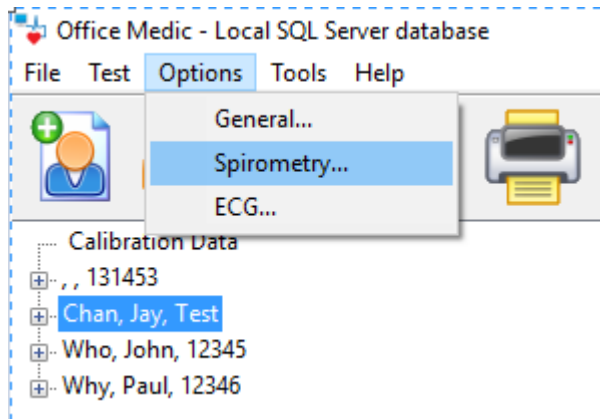 Office Medic - Local SQL Server database
File Test Options Tools Help
General...
Spirometry...
ECG...
Calibration Data
, , 131453
Chan, Jay, Test
Who, John, 12345
Why, Paul, 12346